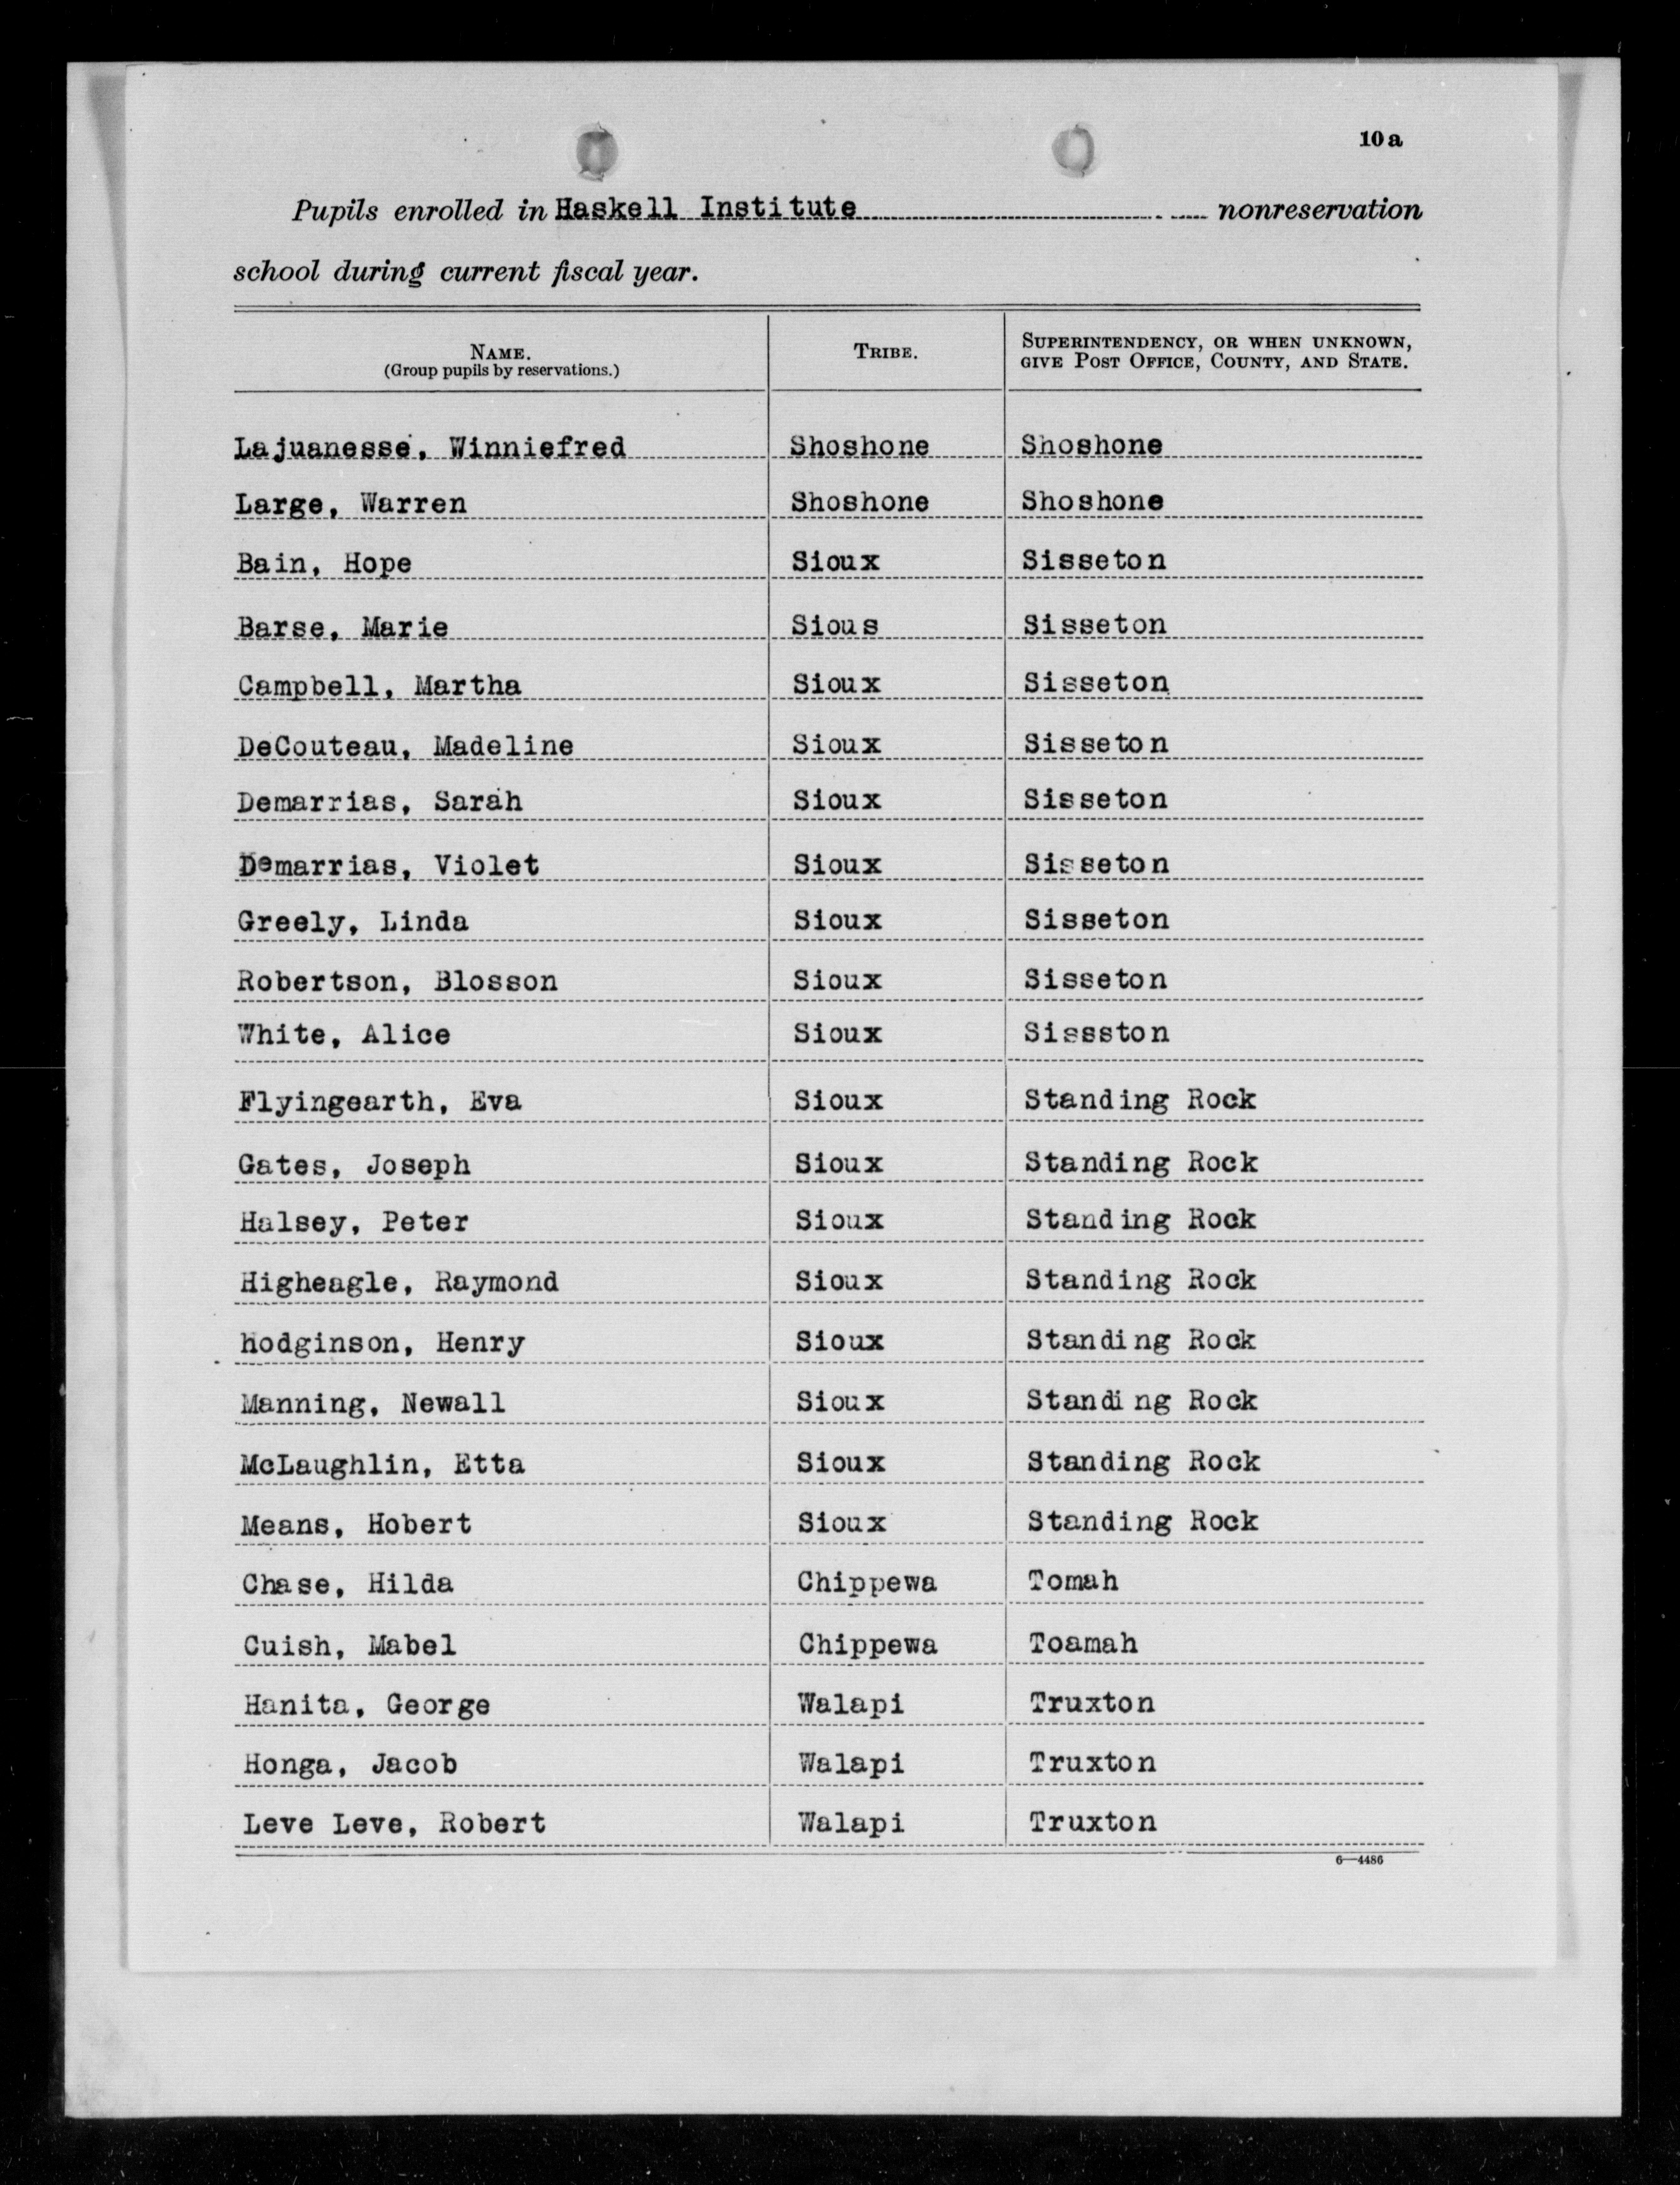 10 a
Pupils enrolled in Haskell Institute nonreservation
school during current fiscal year.
NAME. TRIBE. SUPERINTENDENCY, OR WHEN UNKNOWN,
(Group pupils by reservations.) GIVE POST OFFICE, COUNTY, AND STATE.
Lajuanesse, Winniefred Shoshone Shoshone
Large, Warren Shoshone Shoshone
Bain, Hope Sioux Sisseton
Barse, Marie Sious Sisseton
Campbell, Martha Sioux Sisseton
DeCouteau, Madeline Sioux Sisseton
Demarrias, Sarah Sioux Sisseton
Demarrias, Violet Sioux Sisseton
Greely, Linda Sioux Sisseton
Robertson, Blosson Sioux Sisseton
White, Alice Sioux Sissston
Flyingearth, Eva Sioux Standing Rock
Gates, Joseph Sioux Standing Rock
Halsey, Peter Sioux Standing Rock
Higheagle, Raymond Sioux Standing Rock
hodginson, Henry Sioux Standing Rock
Manning, Newall Sioux Standing Rock
McLaughlin, Etta Sioux Standing Rock
Means, Hobert Sioux Standing Rock
Chase, Hilda Chippewa Tomah
Cuish, Mabel Chippewa Toamah
Hanita, George Walapi Truxton
Honga, Jacob Walapi Truxton
Leve Leve, Robert Walapi Truxton
6—4486